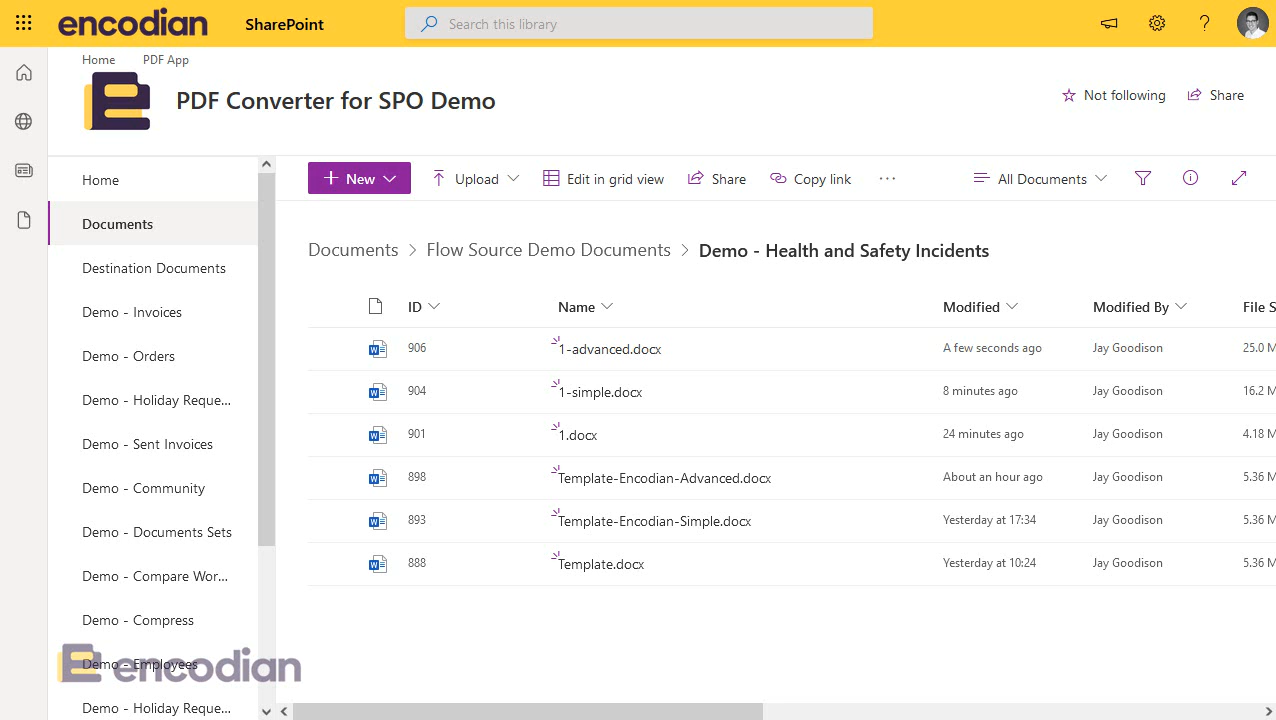 encodian SharePoint Search this library
Home PDF App
PDF Converter for SPO Demo
Not following Share
New Upload Edit in grid view Share Copy link ··· All Documents
Home
Documents
Destination Documents
Demo - Invoices
Demo - Orders
Demo - Holiday Reque...
Demo - Sent Invoices
Demo - Community
Demo - Documents Sets
Demo - Compare Wor...
Demo - Compress
Demo - Employees
Demo - Holiday Reque...
Documents > Flow Source Demo Documents > Demo - Health and Safety Incidents
ID Name Modified Modified By File S
906 1-advanced.docx A few seconds ago Jay Goodison 25.0 M
904 1-simple.docx 8 minutes ago Jay Goodison 16.2 M
901 1.docx 24 minutes ago Jay Goodison 4.18 M
898 Template-Encodian-Advanced.docx About an hour ago Jay Goodison 5.36 M
893 Template-Encodian-Simple.docx Yesterday at 17:34 Jay Goodison 5.36 M
888 Template.docx Yesterday at 10:24 Jay Goodison 5.36 M
encodian